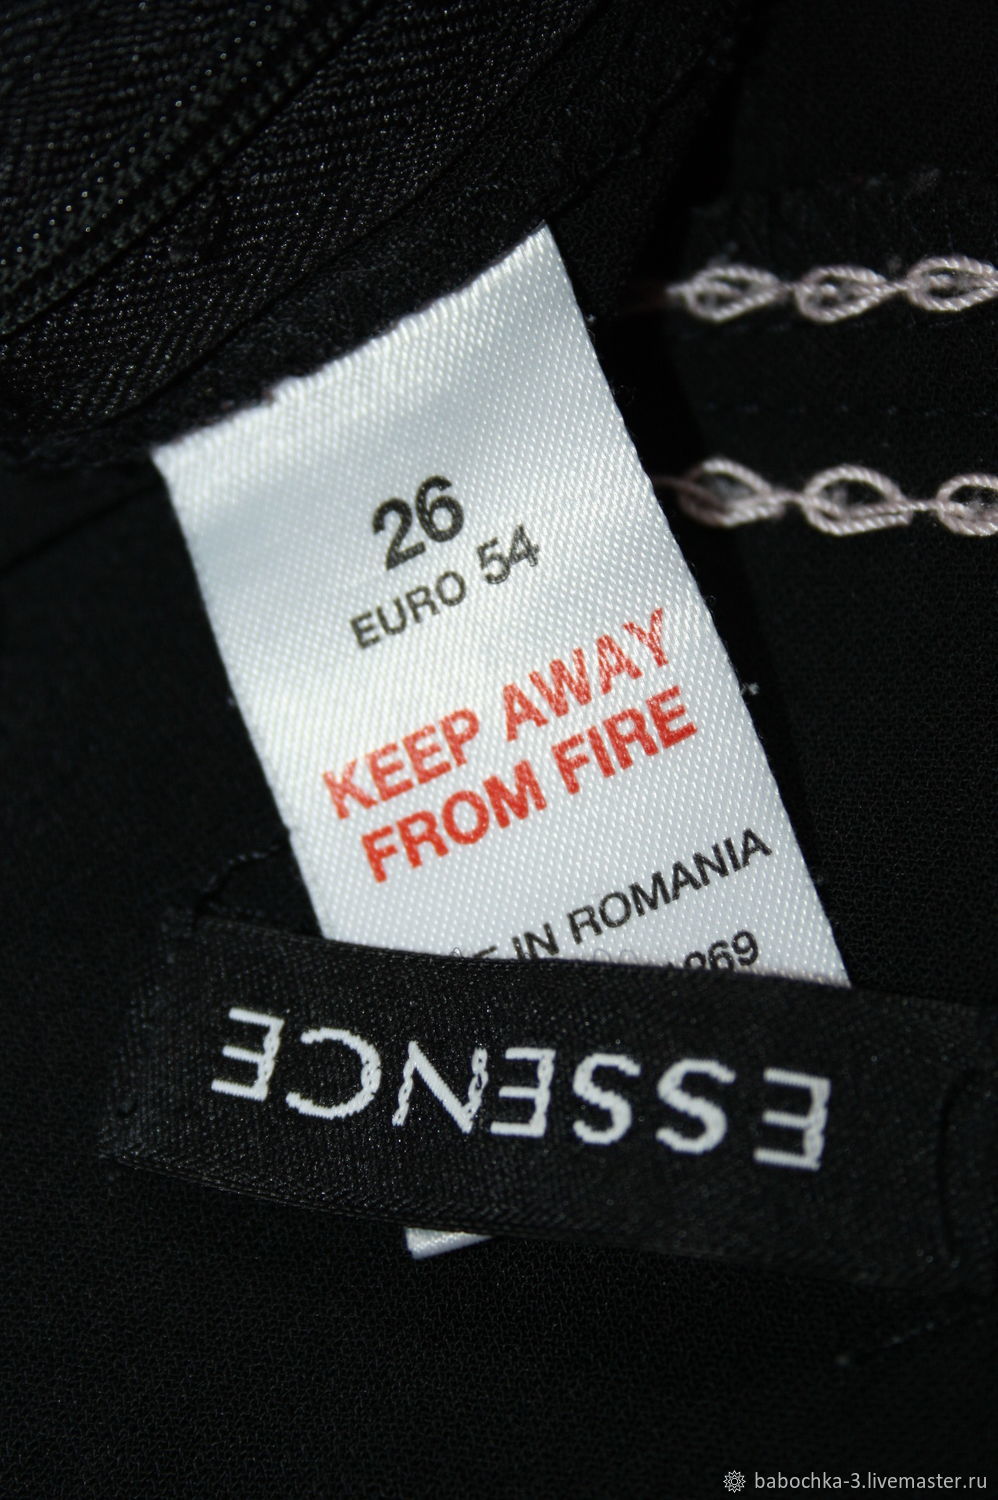 26
EURO 54
KEEP AWAY
FROM FIRE
IN ROMANIA
ESSENCE
babochka-3.livemaster.ru